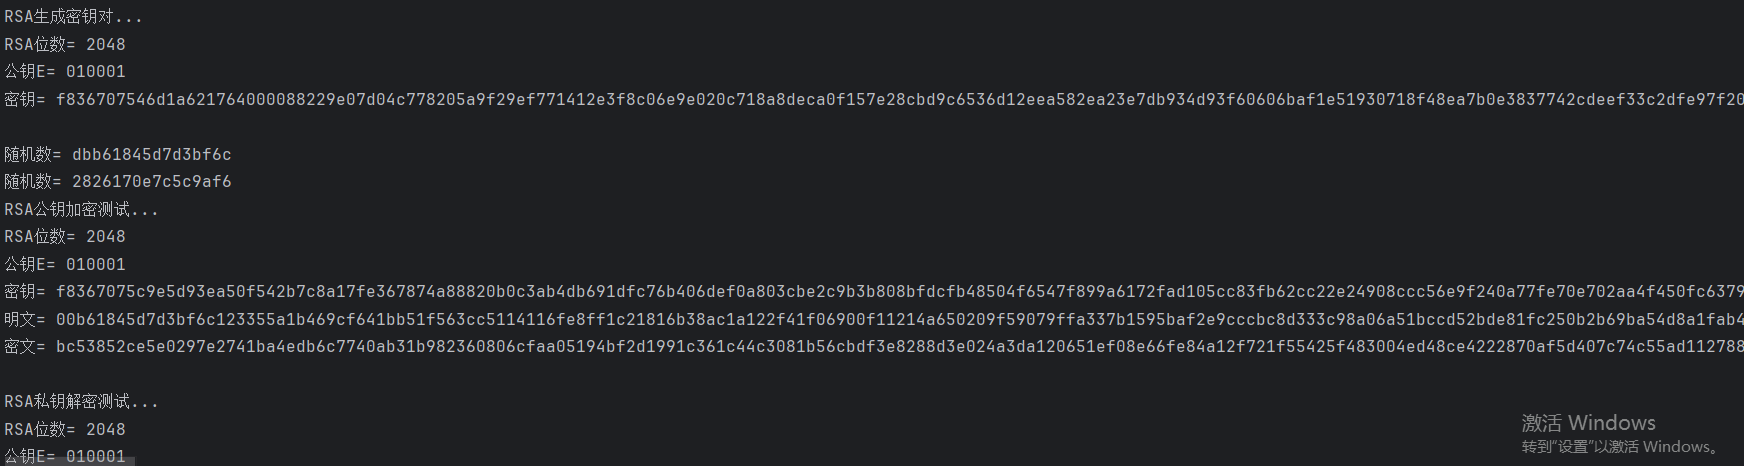 RSA生成密钥对...
RSA位数= 2048
公钥E= 010001
密钥= f836707546d1a621764000088229e07d04c778205a9f29ef771412e3f8c06e9e020c718a8deca0f157e28cbd9c6536d12eea582ea23e7db934d93f60606baf1e51930718f48ea7b0e3837742cdeef33c2dfe97f20
随机数= dbb61845d7d3bf6c
随机数= 2826170e7c5c9af6
RSA公钥加密测试...
RSA位数= 2048
公钥E= 010001
密钥= f8367075c9e5d93ea50f542b7c8a17fe367874a88820b0c3ab4db691dfc76b406def0a803cbe2c9b3b808bfdcfb48504f6547f899a6172fad105cc83fb62cc22e24908ccc56e9f240a77fe70e702aa4f450fc6379
明文= 00b61845d7d3bf6c123355a1b469cf641bb51f563cc5114116fe8ff1c21816b38ac1a122f41f06900f11214a650209f59079ffa337b1595baf2e9cccbc8d333c98a06a51bccd52bde81fc250b2b69ba54d8a1fab4
密文= bc53852ce5e0297e2741ba4edb6c7740ab31b982360806cfaa05194bf2d1991c361c44c3081b56cbdf3e8288d3e024a3da120651ef08e66fe84a12f721f55425f483004ed48ce4222870af5d407c74c55ad112788
RSA私钥解密测试...
RSA位数= 2048
公钥E= 010001
激活 Windows
转到"设置"以激活 Windows。